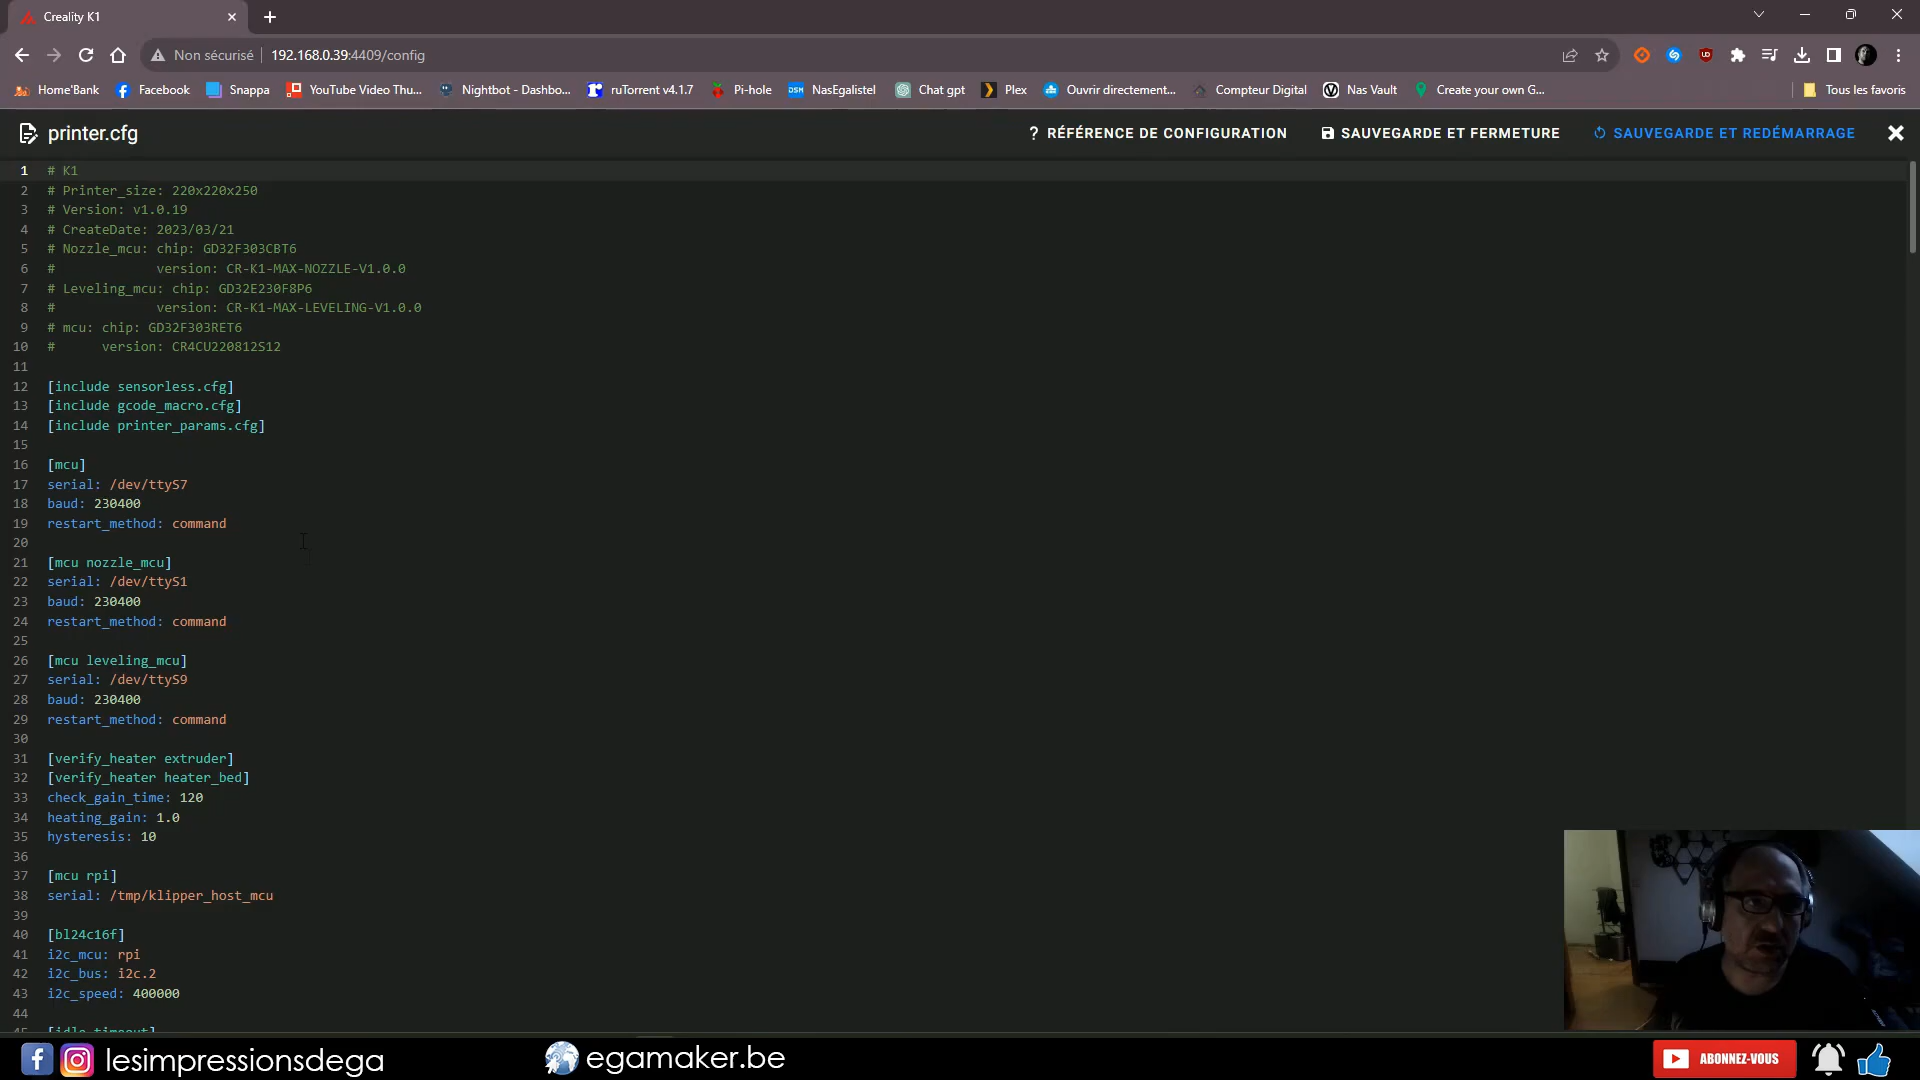 Creality K1
Non sécurisé 192.168.0.39:4409/config
Home'Bank Facebook Snappa YouTube Video Thu... Nightbot - Dashbo... ruTorrent v4.1.7 Pi-hole DSM NasEgalistel Chat gpt Plex Ouvrir directement... Compteur Digital Nas Vault Create your own G... Tous les favoris
printer.cfg ? RÉFÉRENCE DE CONFIGURATION SAUVEGARDE ET FERMETURE SAUVEGARDE ET REDÉMARRAGE
1 # K1
2 # Printer_size: 220x220x250
3 # Version: v1.0.19
4 # CreateDate: 2023/03/21
5 # Nozzle_mcu: chip: GD32F303CBT6
6 # version: CR-K1-MAX-NOZZLE-V1.0.0
7 # Leveling_mcu: chip: GD32E230F8P6
8 # version: CR-K1-MAX-LEVELING-V1.0.0
9 # mcu: chip: GD32F303RET6
10 # version: CR4CU220812S12
11
12 [include sensorless.cfg]
13 [include gcode_macro.cfg]
14 [include printer_params.cfg]
15
16 [mcu]
17 serial: /dev/ttyS7
18 baud: 230400
19 restart_method: command
20
21 [mcu nozzle_mcu]
22 serial: /dev/ttyS1
23 baud: 230400
24 restart_method: command
25
26 [mcu leveling_mcu]
27 serial: /dev/ttyS9
28 baud: 230400
29 restart_method: command
30
31 [verify_heater extruder]
32 [verify_heater heater_bed]
33 check_gain_time: 120
34 heating_gain: 1.0
35 hysteresis: 10
36
37 [mcu rpi]
38 serial: /tmp/klipper_host_mcu
39
40 [bl24c16f]
41 i2c_mcu: rpi
42 i2c_bus: i2c.2
43 i2c_speed: 400000
44
45 [idle_timeout]
lesimpressionsdega egamaker.be ABONNEZ-VOUS